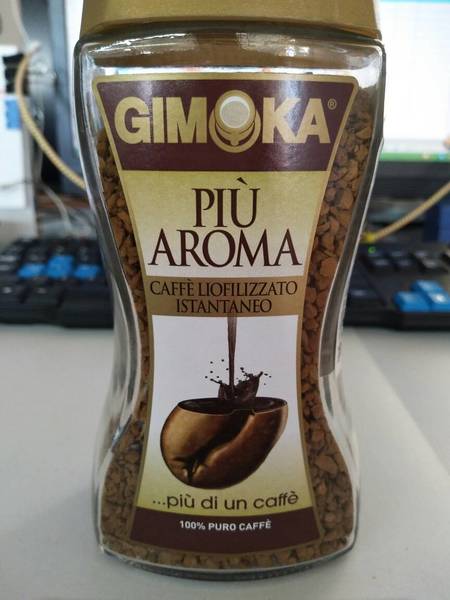 GIMOKA®
PIÙ
AROMA
CAFFÈ LIOFILIZZATO
ISTANTANEO
...più di un caffè
100% PURO CAFFÈ